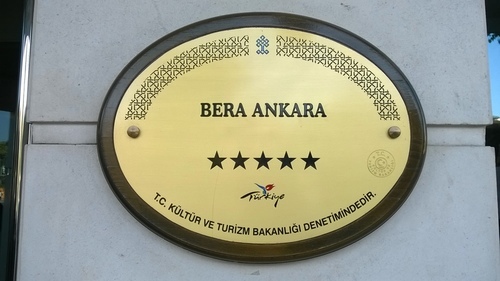 BERA ANKARA
Türkiye
T.C. KÜLTÜR VE TURİZM BAKANLIĞI DENETİMİNDEDİR.